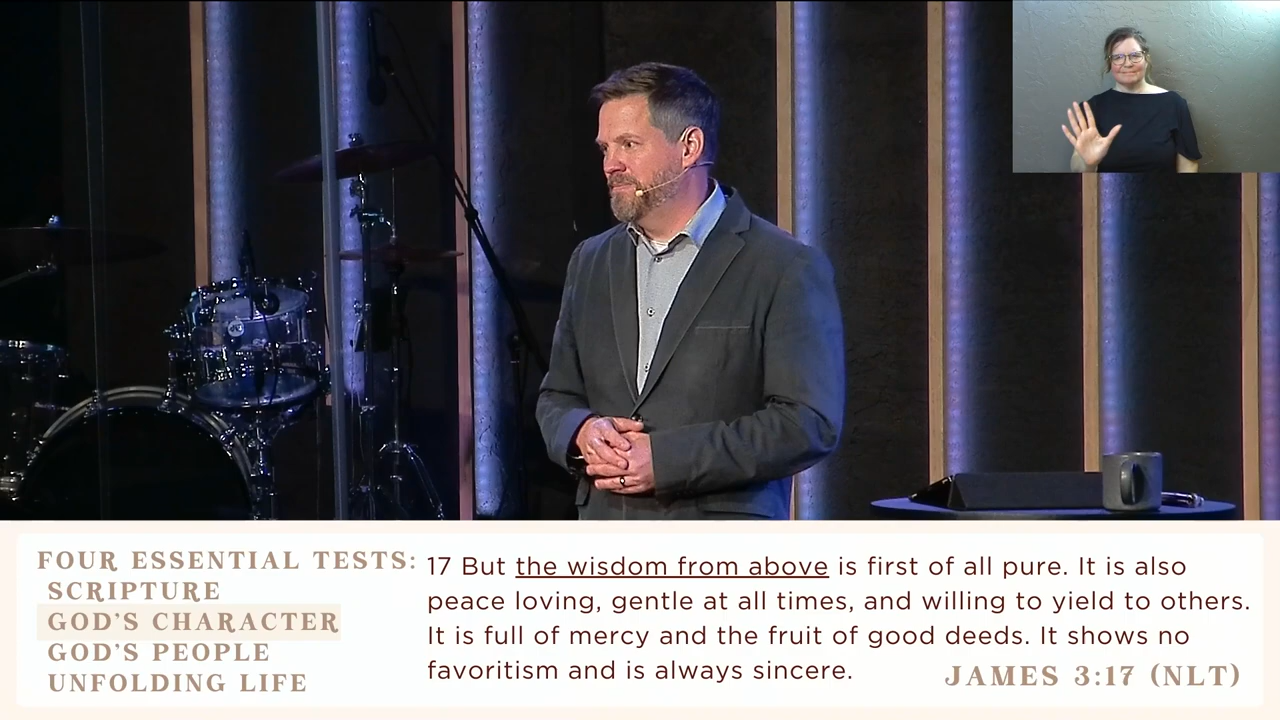 FOUR ESSENTIAL TESTS:
SCRIPTURE
GOD'S CHARACTER
GOD'S PEOPLE
UNFOLDING LIFE
17 But the wisdom from above is first of all pure. It is also
peace loving, gentle at all times, and willing to yield to others.
It is full of mercy and the fruit of good deeds. It shows no
favoritism and is always sincere.
JAMES 3:17 (NLT)